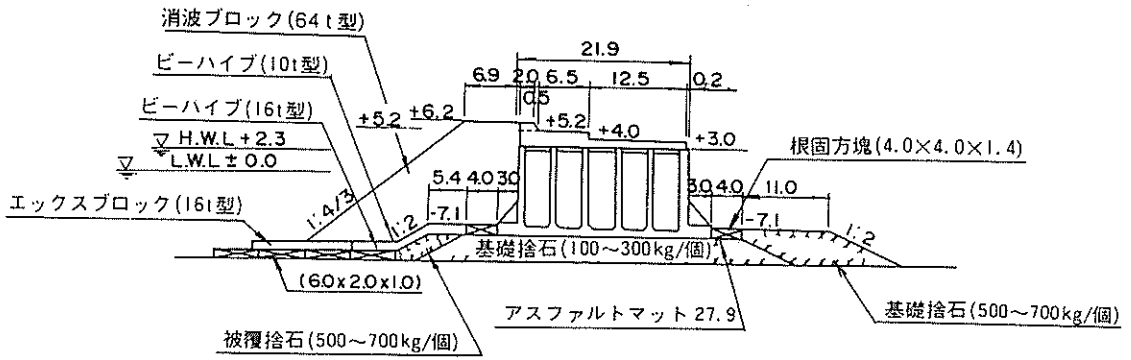 消波ブロック(64t型)
ビーハイブ(10t型)
ビーハイブ(16t型)
H.W.L +2.3
L.W.L ±0.0
エックスブロック(16t型)
(6.0×2.0×1.0)
被覆捨石(500~700kg/個)
1:4/3
1:2
+5.2
+6.2
21.9
6.9
2.0
6.5
12.5
0.2
0.5
+5.2
+4.0
+3.0
5.4
4.0
3.0
-7.1
3.0
4.0
11.0
-7.1
1:2
根固方塊(4.0×4.0×1.4)
基礎捨石(100~300kg/個)
アスファルトマット 27.9
基礎捨石(500~700kg/個)